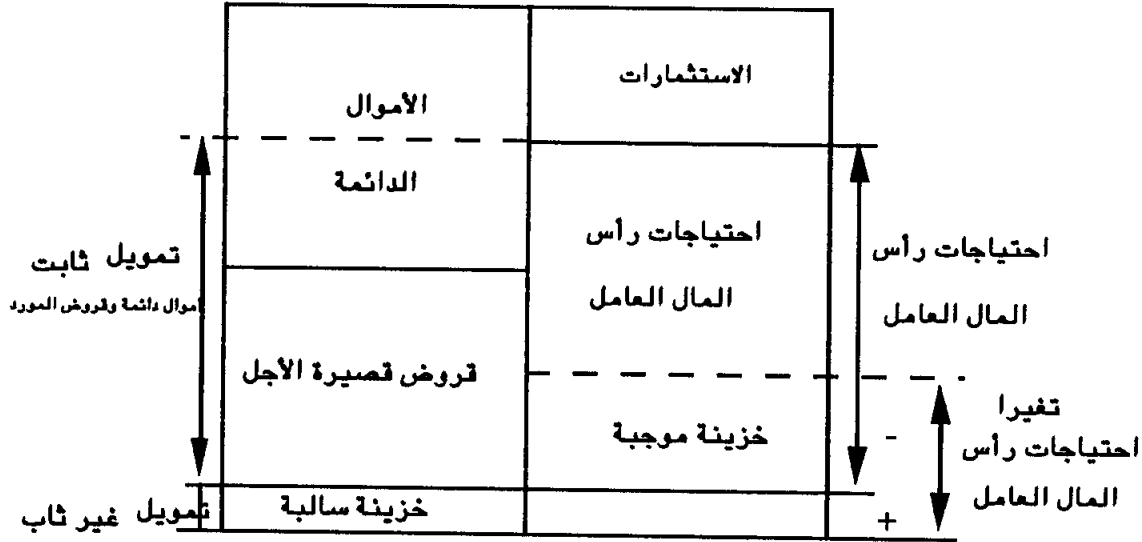 الاستثمارات
احتياجات رأس
المال العامل
خزينة موجبة
الأموال
الدائمة
قروض قصيرة الأجل
خزينة سالبة
احتياجات رأس
المال العامل
تغيرا
-
احتياجات رأس
المال العامل
+
تمويل ثابت
أموال دائمة وقروض المورد
تمويل غير ثاب